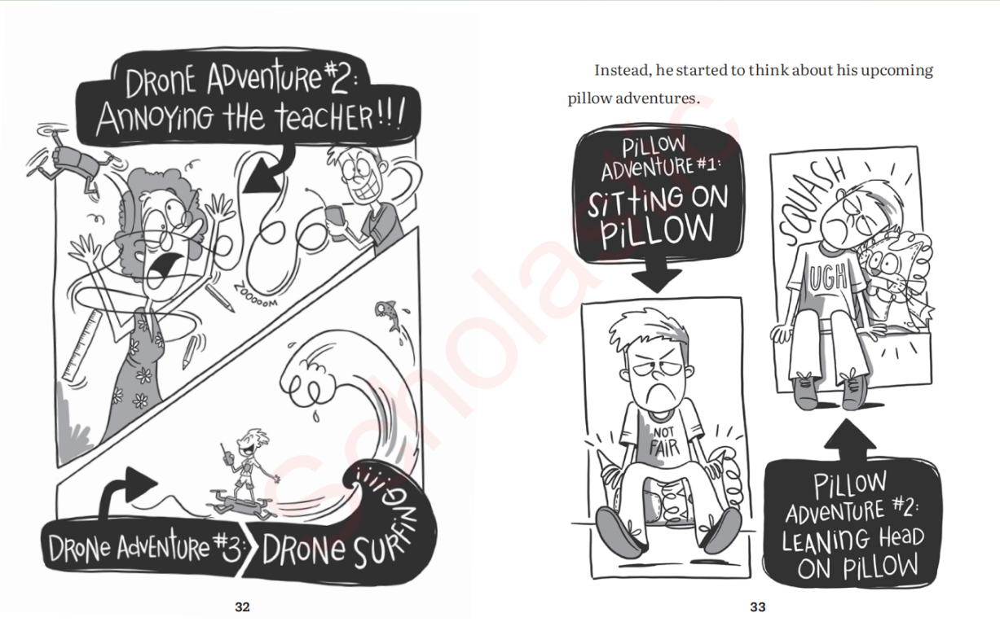 DRONE ADVENTURE #2:
ANNOYING THE TEACHER!!!
ZOOOOOM
DRONE ADVENTURE #3:
DRONE SURFING
32
Instead, he started to think about his upcoming
pillow adventures.
PILLOW
ADVENTURE #1:
SITTING ON
PILLOW
NOT
FAIR
SQUASH
UGH
PILLOW
ADVENTURE #2:
LEANING HEAD
ON PILLOW
33
Scholastic